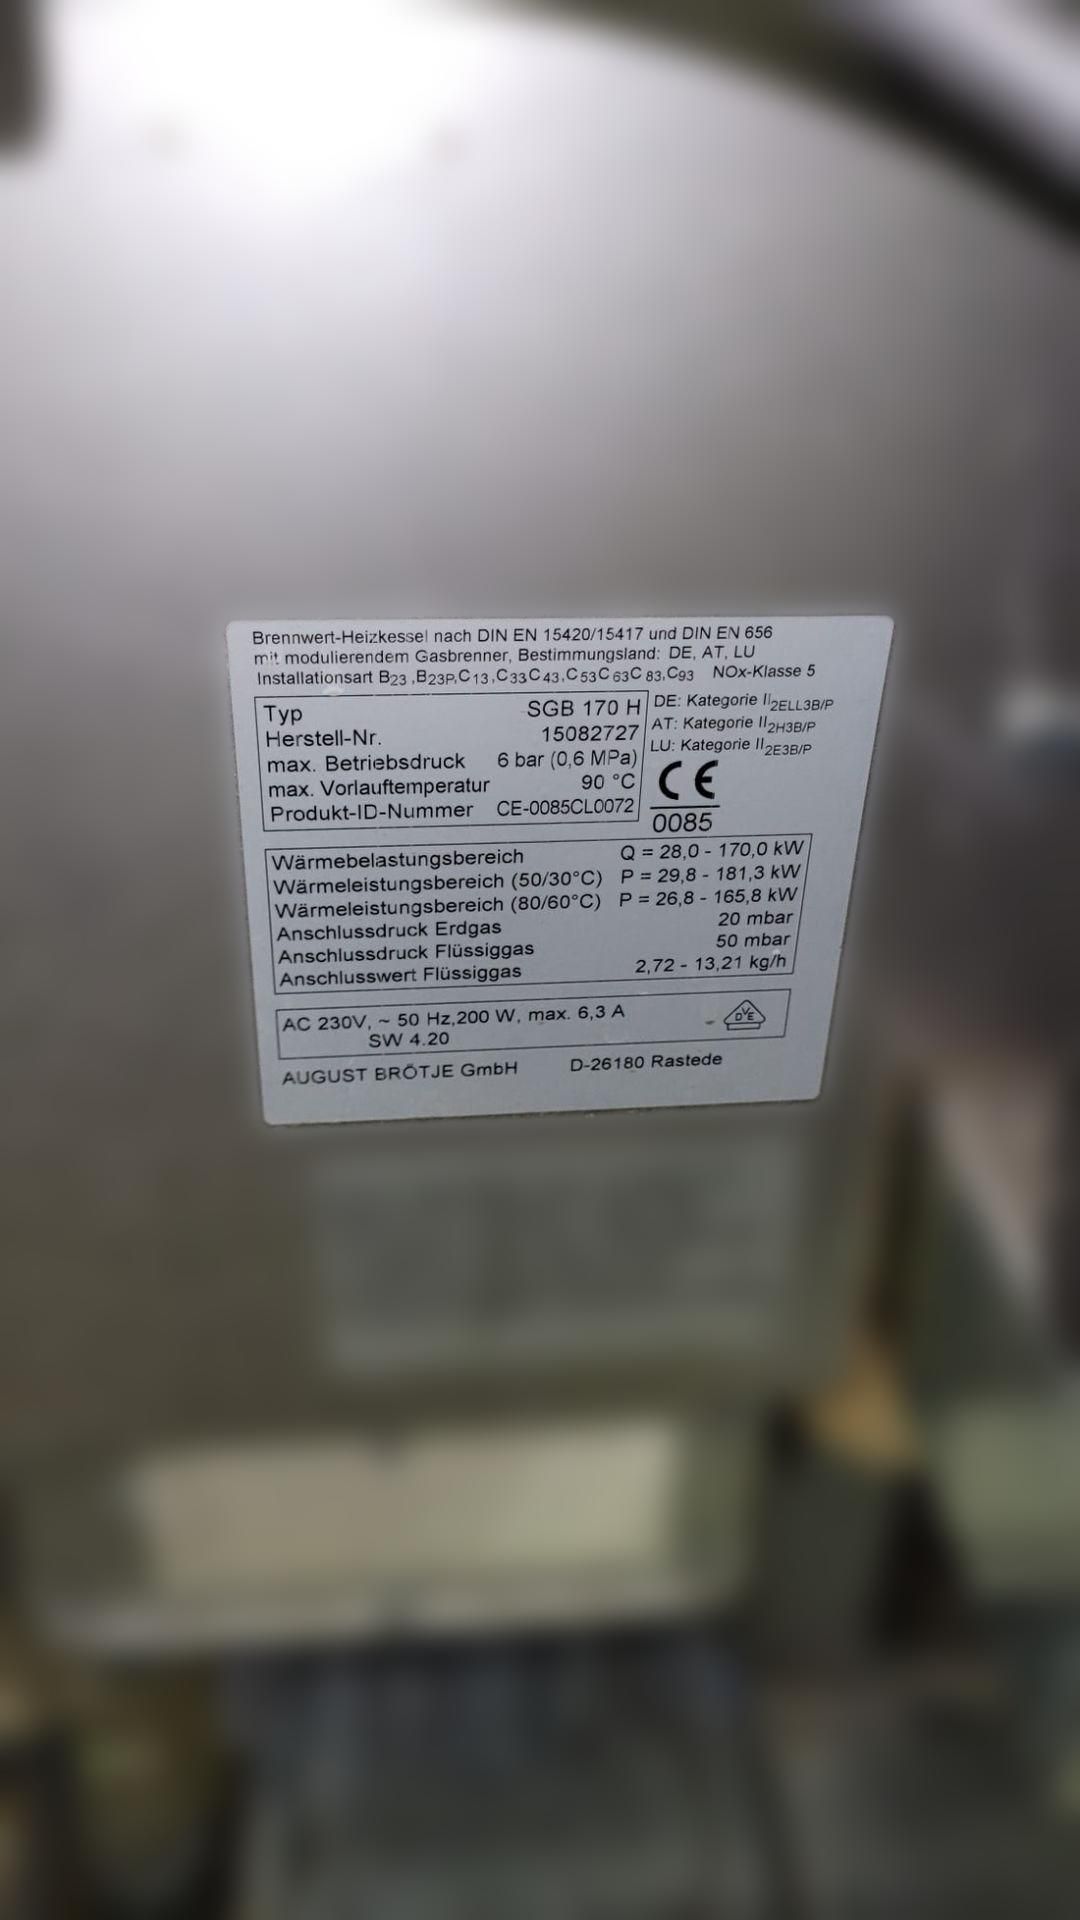 Brennwert-Heizkessel nach DIN EN 15420/15417 und DIN EN 656
mit modulierendem Gasbrenner, Bestimmungsland: DE, AT, LU
Installationsart B23 ,B23P,C13,C33C43,C53C63C 83,C93 NOx-Klasse 5
Typ SGB 170 H
Herstell-Nr. 15082727
max. Betriebsdruck 6 bar (0,6 MPa)
max. Vorlauftemperatur 90 °C
Produkt-ID-Nummer CE-0085CL0072
DE: Kategorie II2ELL3B/P
AT: Kategorie II2H3B/P
LU: Kategorie II2E3B/P
CE
0085
Wärmebelastungsbereich Q = 28,0 - 170,0 kW
Wärmeleistungsbereich (50/30°C) P = 29,8 - 181,3 kW
Wärmeleistungsbereich (80/60°C) P = 26,8 - 165,8 kW
Anschlussdruck Erdgas 20 mbar
Anschlussdruck Flüssiggas 50 mbar
Anschlusswert Flüssiggas 2,72 - 13,21 kg/h
AC 230V, ~ 50 Hz,200 W, max. 6,3 A
SW 4.20
DVE
AUGUST BRÖTJE GmbH D-26180 Rastede